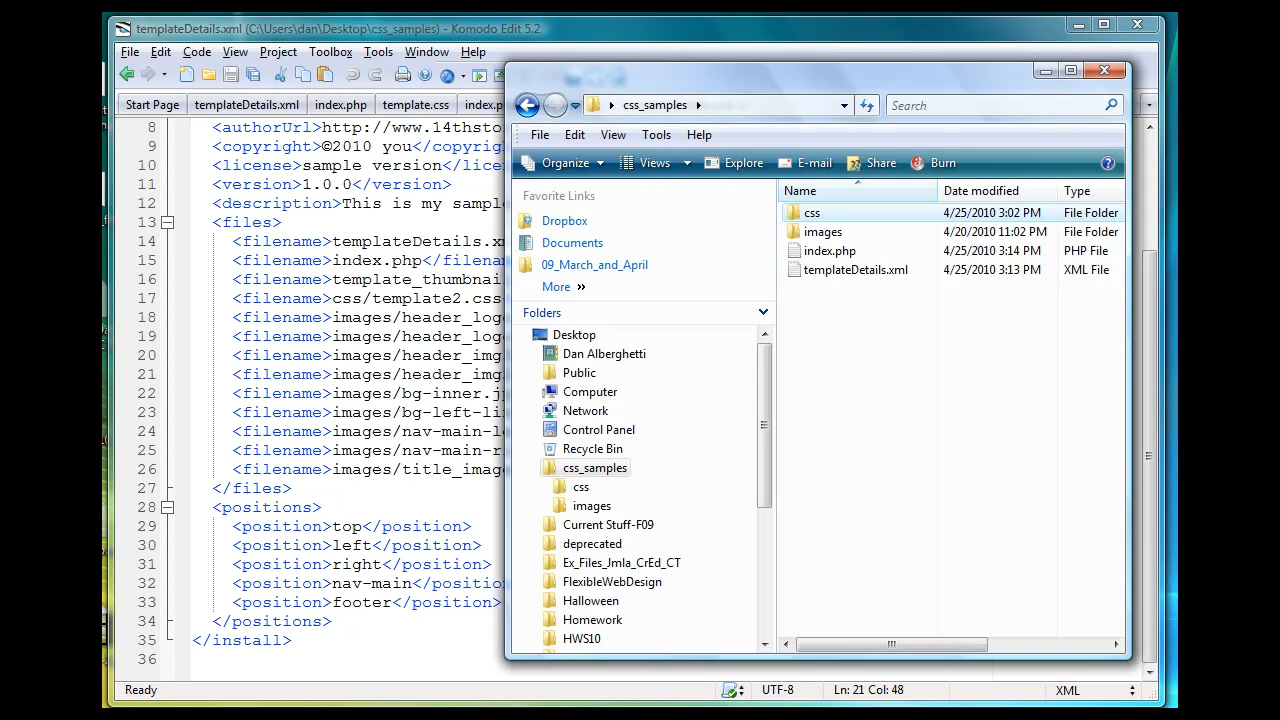 templateDetails.xml (C:\Users\dan\Desktop\css_samples) - Komodo Edit 5.2
File Edit Code View Project Toolbox Tools Window Help
Start Page templateDetails.xml index.php template.css index.p
8 <authorUrl>http://www.14thsto
9 <copyright>©2010 you</copyrig
10 <license>sample version</lice
11 <version>1.0.0</version>
12 <description>This is my sampl
13 <files>
14 <filename>templateDetails.x
15 <filename>index.php</filena
16 <filename>template_thumbnai
17 <filename>css/template2.css
18 <filename>images/header_log
19 <filename>images/header_log
20 <filename>images/header_img
21 <filename>images/header_img
22 <filename>images/bg-inner.j
23 <filename>images/bg-left-li
24 <filename>images/nav-main-l
25 <filename>images/nav-main-r
26 <filename>images/title_imag
27 </files>
28 <positions>
29 <position>top</position>
30 <position>left</position>
31 <position>right</position>
32 <position>nav-main</positio
33 <position>footer</position>
34 </positions>
35 </install>
36
Ready UTF-8 Ln: 21 Col: 48 XML
css_samples Search
File Edit View Tools Help
Organize Views Explore E-mail Share Burn
Favorite Links
Dropbox
Documents
09_March_and_April
More »
Folders
Desktop
Dan Alberghetti
Public
Computer
Network
Control Panel
Recycle Bin
css_samples
css
images
Current Stuff-F09
deprecated
Ex_Files_Jmla_CrEd_CT
FlexibleWebDesign
Halloween
Homework
HWS10
Name Date modified Type
css 4/25/2010 3:02 PM File Folder
images 4/20/2010 11:02 PM File Folder
index.php 4/25/2010 3:14 PM PHP File
templateDetails.xml 4/25/2010 3:13 PM XML File